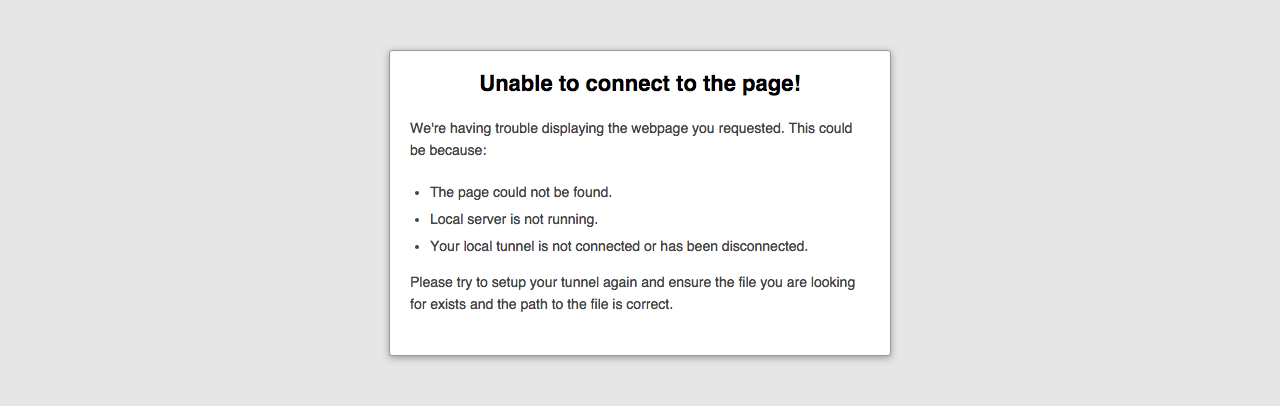 Unable to connect to the page!
We're having trouble displaying the webpage you requested. This could
be because:
The page could not be found.
Local server is not running.
Your local tunnel is not connected or has been disconnected.
Please try to setup your tunnel again and ensure the file you are looking
for exists and the path to the file is correct.